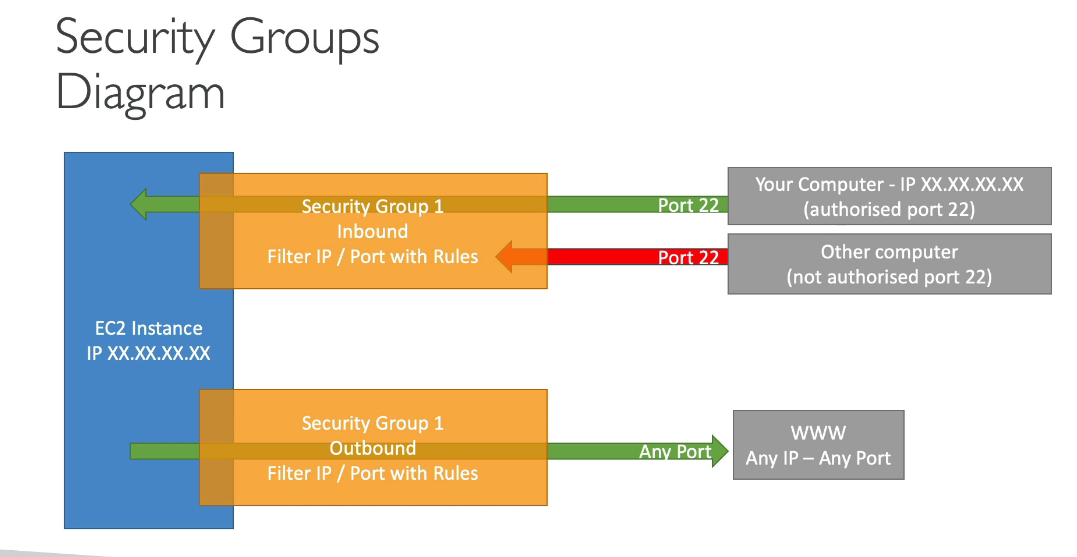 Security Groups
Diagram
Security Group 1
Inbound
Filter IP / Port with Rules
Port 22
Port 22
Your Computer - IP XX.XX.XX.XX
(authorised port 22)
Other computer
(not authorised port 22)
EC2 Instance
IP XX.XX.XX.XX
Security Group 1
Outbound
Filter IP / Port with Rules
Any Port
WWW
Any IP – Any Port